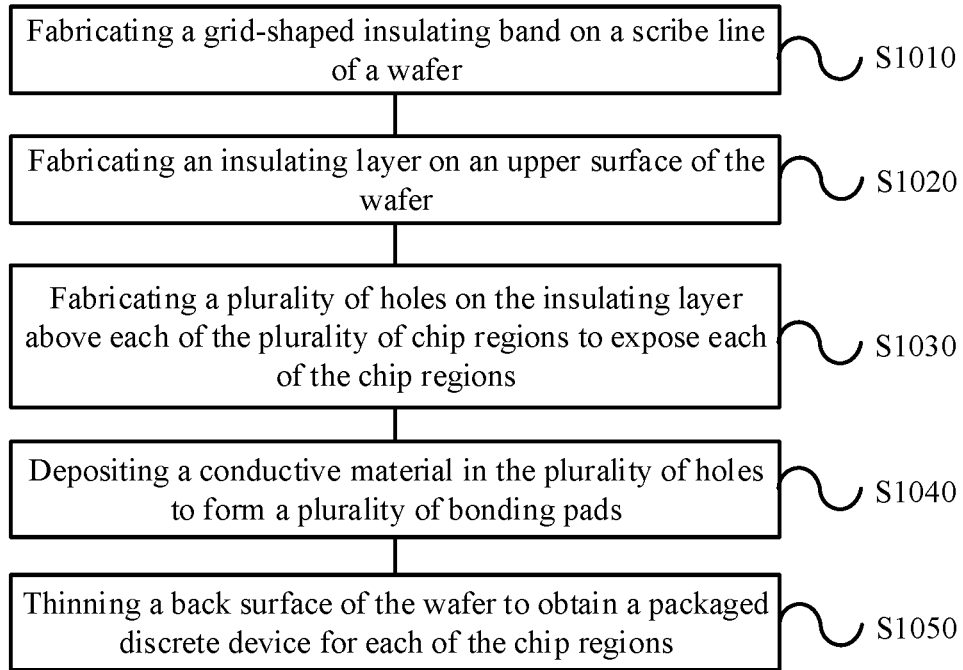 Fabricating a grid-shaped insulating band on a scribe line
of a wafer
S1010
Fabricating an insulating layer on an upper surface of the
wafer
S1020
Fabricating a plurality of holes on the insulating layer
above each of the plurality of chip regions to expose each
of the chip regions
S1030
Depositing a conductive material in the plurality of holes
to form a plurality of bonding pads
S1040
Thinning a back surface of the wafer to obtain a packaged
discrete device for each of the chip regions
S1050